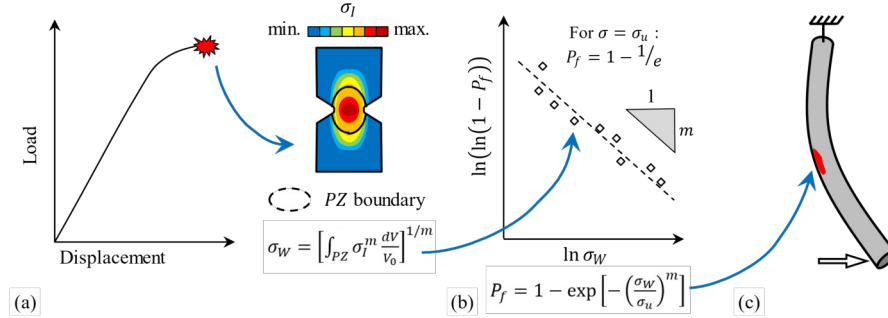 σ_I
min. max.
Load
Displacement
PZ boundary
σ_W = [∫_PZ σ_I^m dV/V_0]^{1/m}
(a)
For σ = σ_u :
P_f = 1 − 1/e
ln(ln(1 − P_f))
1
m
ln σ_W
(b)
P_f = 1 − exp[−(σ_W/σ_u)^m]
(c)